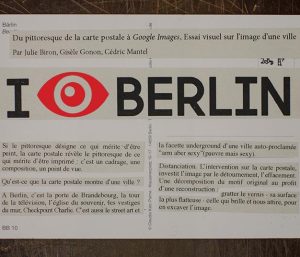 Berlin
Du pittoresque de la carte postale à Google Images. Essai visuel sur l'image d'une ville
Par Julie Biron, Gisèle Gonon, Cédric Mantel
I BERLIN
Si le pittoresque désigne ce qui mérite d'être
peint, la carte postale révèle le pittoresque de ce
qui mérite d'être imprimé : c'est un cadrage, une
composition, un point de vue.
Qu'est-ce que la carte postale montre d'une ville ?
A Berlin, c'est la porte de Brandebourg, la tour
de la télévision, l'église du souvenir, les vestiges
du mur, Checkpoint Charlie. C'est aussi le street art et
BB 10
la facette underground d'une ville auto-proclamée
"arm aber sexy" (pauvre mais sexy).
Distanciation. L'intervention sur la carte postale,
investit l'image par le détournement, l'effacement.
Une décomposition du motif original au profit
d'une reconstruction
gratter le vernis - sa surface
la plus flatteuse - celle qui brille et nous attire, pour
en excaver l'image.